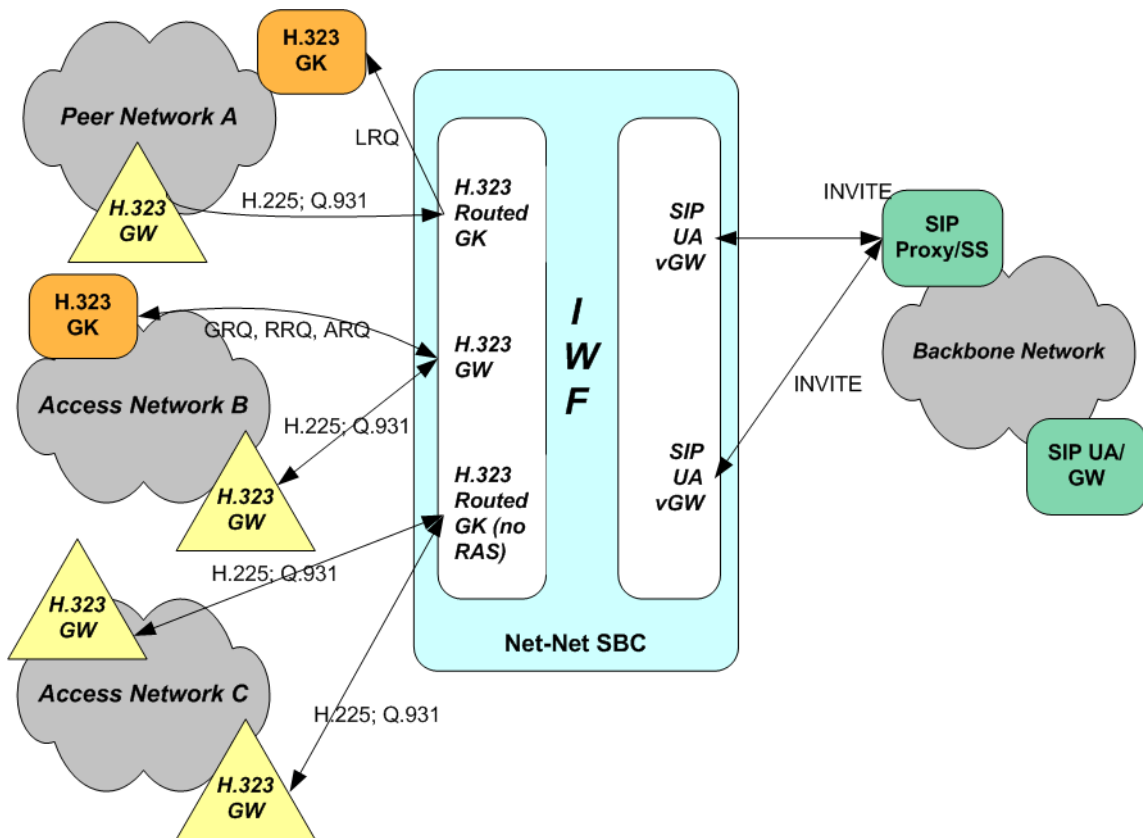 H.323
GK
Peer Network A
LRQ
H.323
GW
H.225; Q.931
H.323
Routed
GK
H.323
GK
GRQ, RRQ, ARQ
H.323
GW
Access Network B
H.225; Q.931
H.323
GW
H.323
Routed
GK (no
RAS)
H.225; Q.931
H.323
GW
Access Network C
H.225; Q.931
H.323
GW
I
W
F
SIP
UA
vGW
SIP
UA
vGW
Net-Net SBC
INVITE
SIP
Proxy/SS
INVITE
Backbone Network
SIP UA/
GW